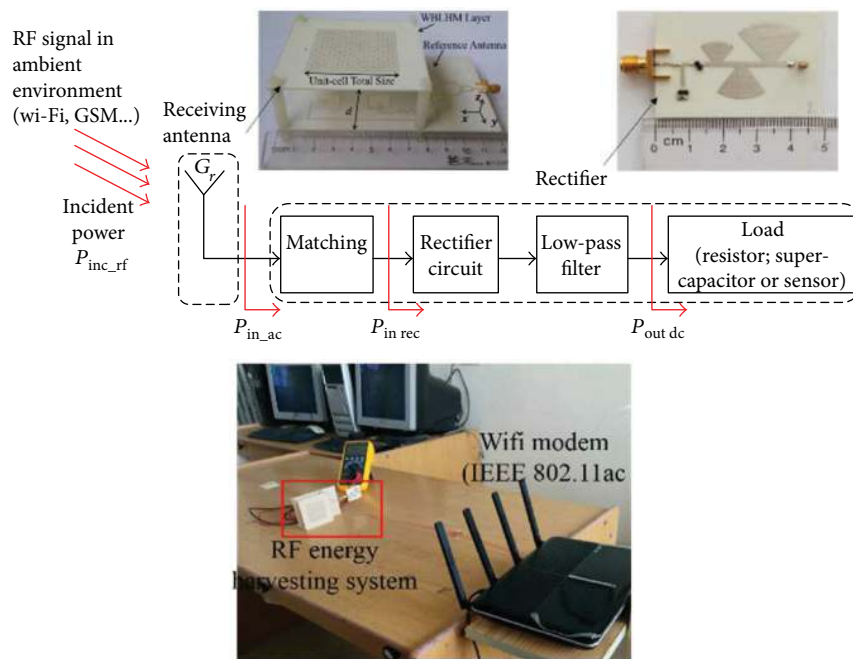 RF signal in
ambient
environment
(wi-Fi, GSM...)
Receiving
antenna
WBLHM Layer
Reference Antenna
Unit-cell Total Size
d
z
x
y
cm
0 1 2 3 4 5
cm
Rectifier
Incident
power
P_inc_rf
G_r
Matching
Rectifier
circuit
Low-pass
filter
Load
(resistor; super-
capacitor or sensor)
P_in_ac
P_in rec
P_out dc
Wifi modem
(IEEE 802.11ac
RF energy
harvesting system